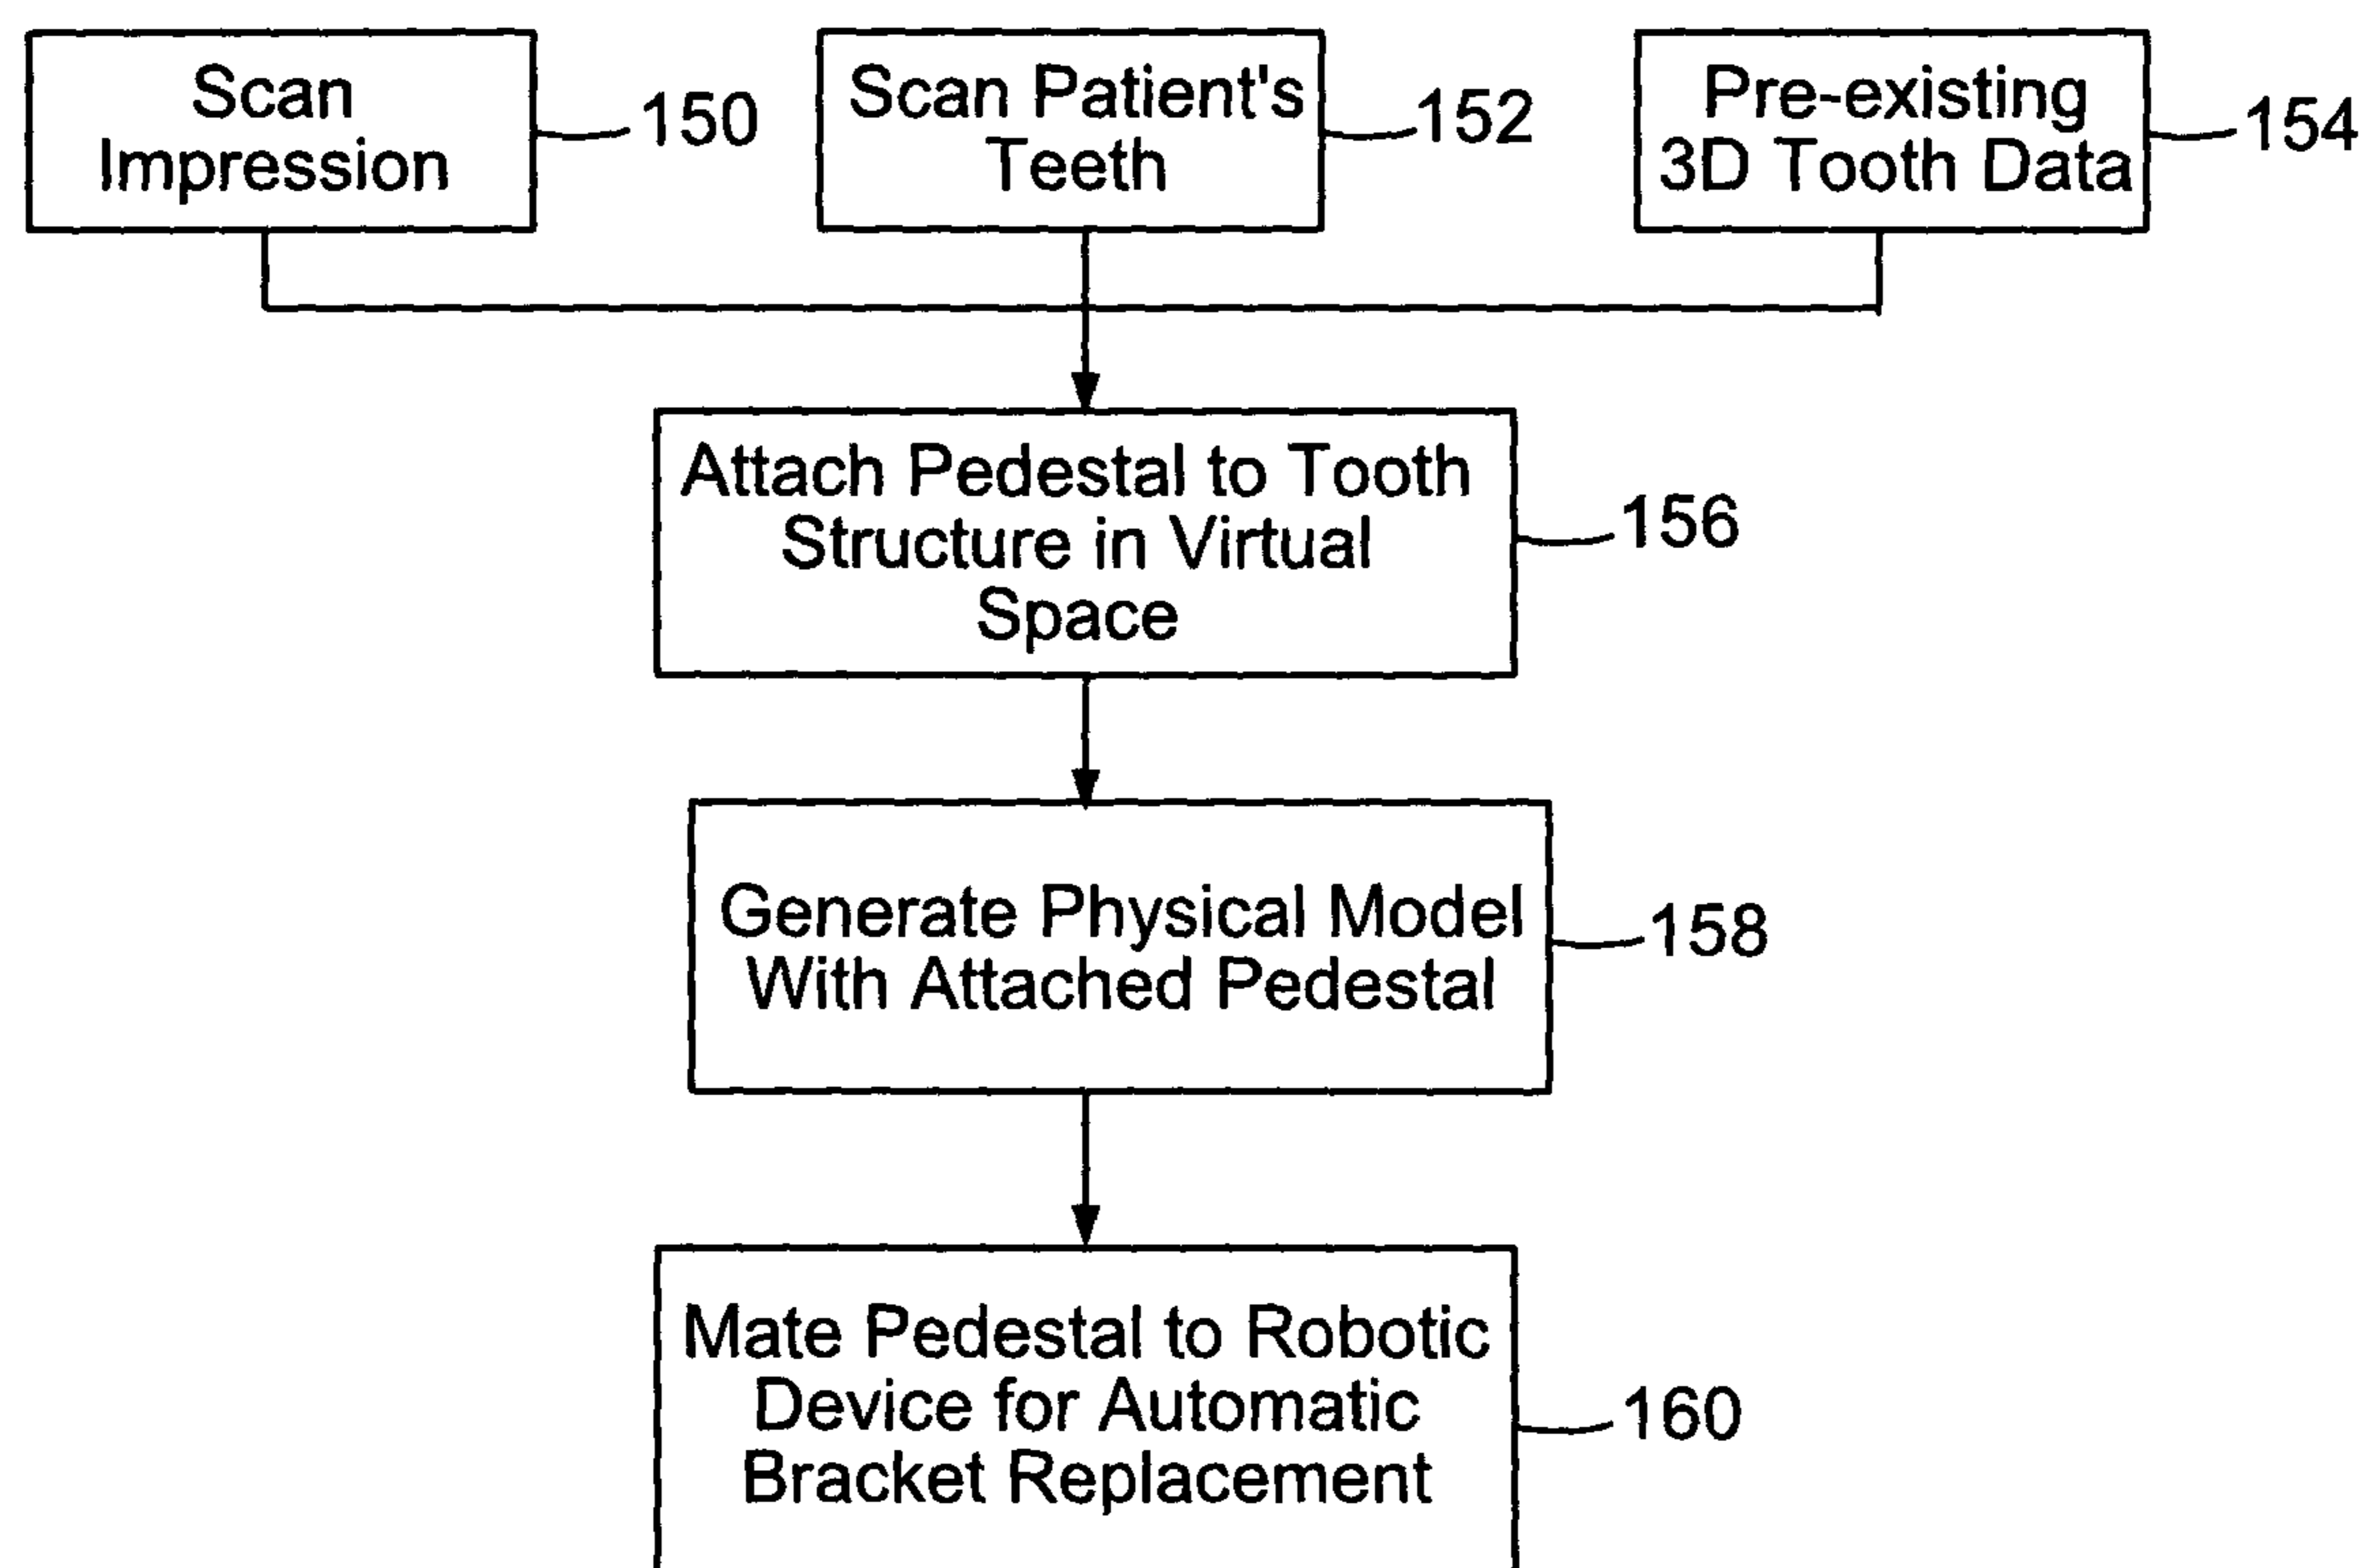 Scan
Impression
150
Scan Patient's
Teeth
152
Pre-existing
3D Tooth Data
154
Attach Pedestal to Tooth
Structure in Virtual
Space
156
Generate Physical Model
With Attached Pedestal
158
Mate Pedestal to Robotic
Device for Automatic
Bracket Replacement
160